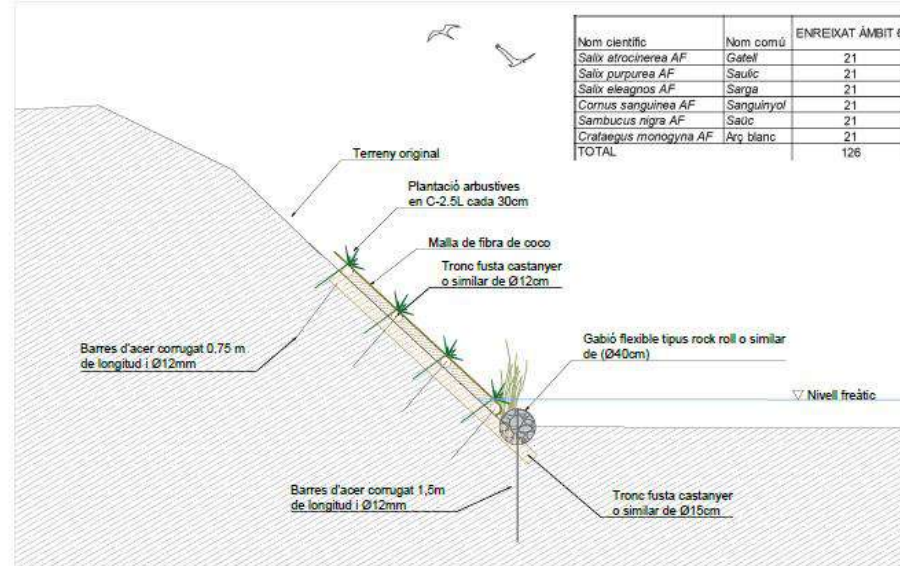 Nom científic Nom comú ENREIXAT ÀMBIT 6
Salix atrocinerea AF Gatell 21
Salix purpurea AF Saulic 21
Salix eleagnos AF Sarga 21
Cornus sanguinea AF Sanguinyol 21
Sambucus nigra AF Saüc 21
Crataegus monogyna AF Arç blanc 21
TOTAL 126
Terreny original
Plantació arbustives
en C-2.5L cada 30cm
Malla de fibra de coco
Tronc fusta castanyer
o similar de Ø12cm
Barres d'acer corrugat 0.75 m
de longitud i Ø12mm
Gabió flexible tipus rock roll o similar
de (Ø40cm)
▽ Nivell freàtic
Barres d'acer corrugat 1,5m
de longitud i Ø12mm
Tronc fusta castanyer
o similar de Ø15cm